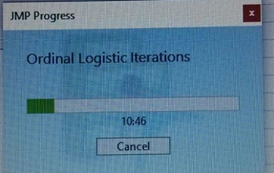 JMP Progress
x
Ordinal Logistic Iterations
10:46
Cancel